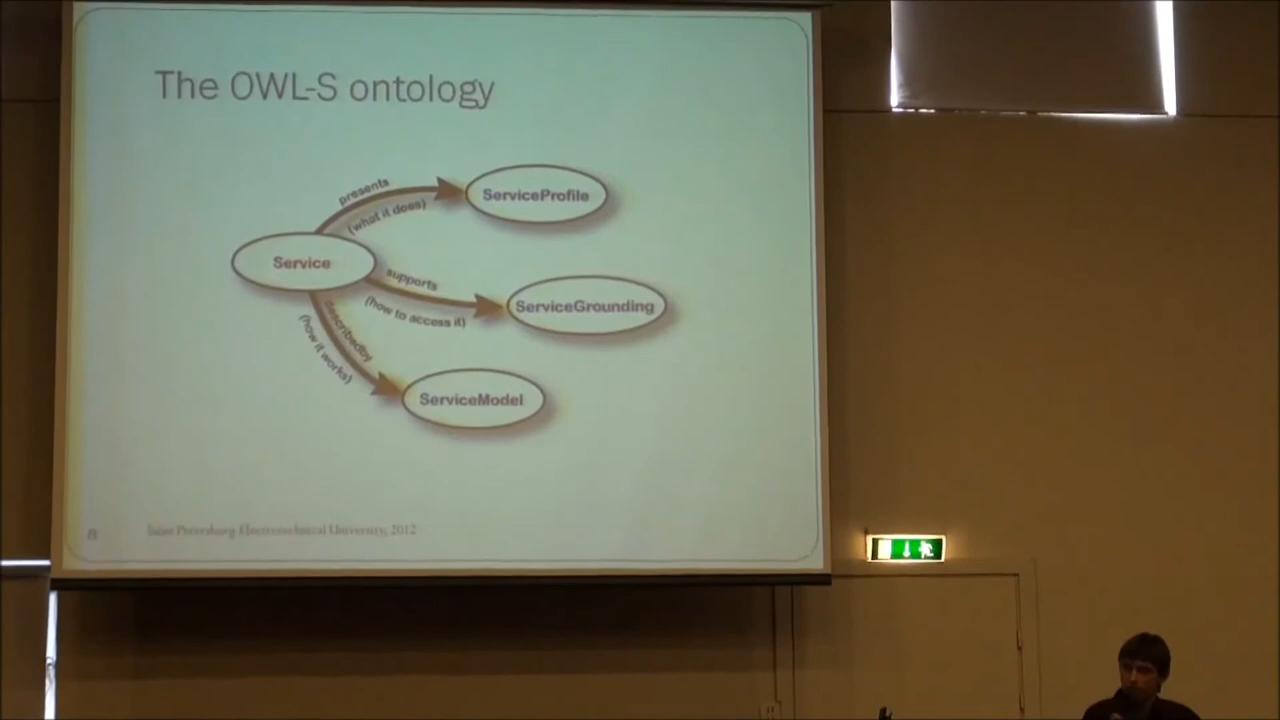 The OWL-S ontology
presents
(what it does)
ServiceProfile
Service
supports
(how to access it)
ServiceGrounding
describedby
(how it works)
ServiceModel
8
Saint Petersburg Electrotechnical University, 2012